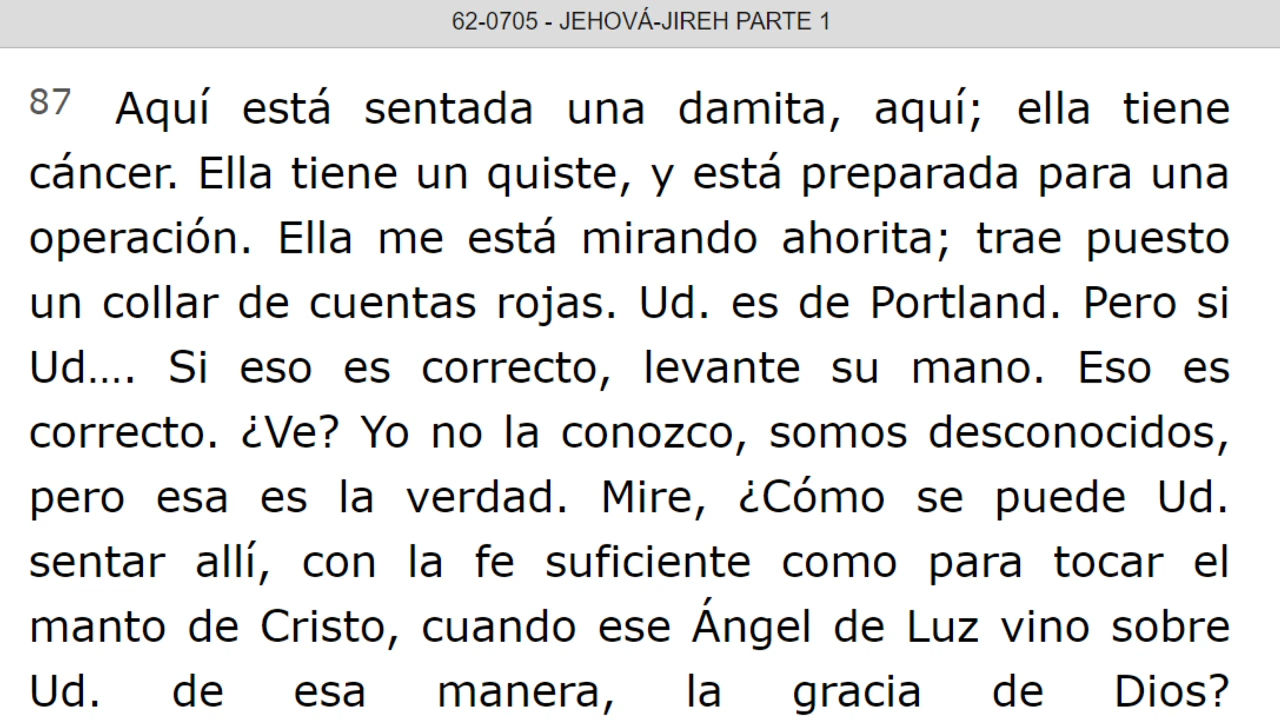 62-0705 - JEHOVÁ-JIREH PARTE 1
87 Aquí está sentada una damita, aquí; ella tiene
cáncer. Ella tiene un quiste, y está preparada para una
operación. Ella me está mirando ahorita; trae puesto
un collar de cuentas rojas. Ud. es de Portland. Pero si
Ud.... Si eso es correcto, levante su mano. Eso es
correcto. ¿Ve? Yo no la conozco, somos desconocidos,
pero esa es la verdad. Mire, ¿Cómo se puede Ud.
sentar allí, con la fe suficiente como para tocar el
manto de Cristo, cuando ese Ángel de Luz vino sobre
Ud. de esa manera, la gracia de Dios?